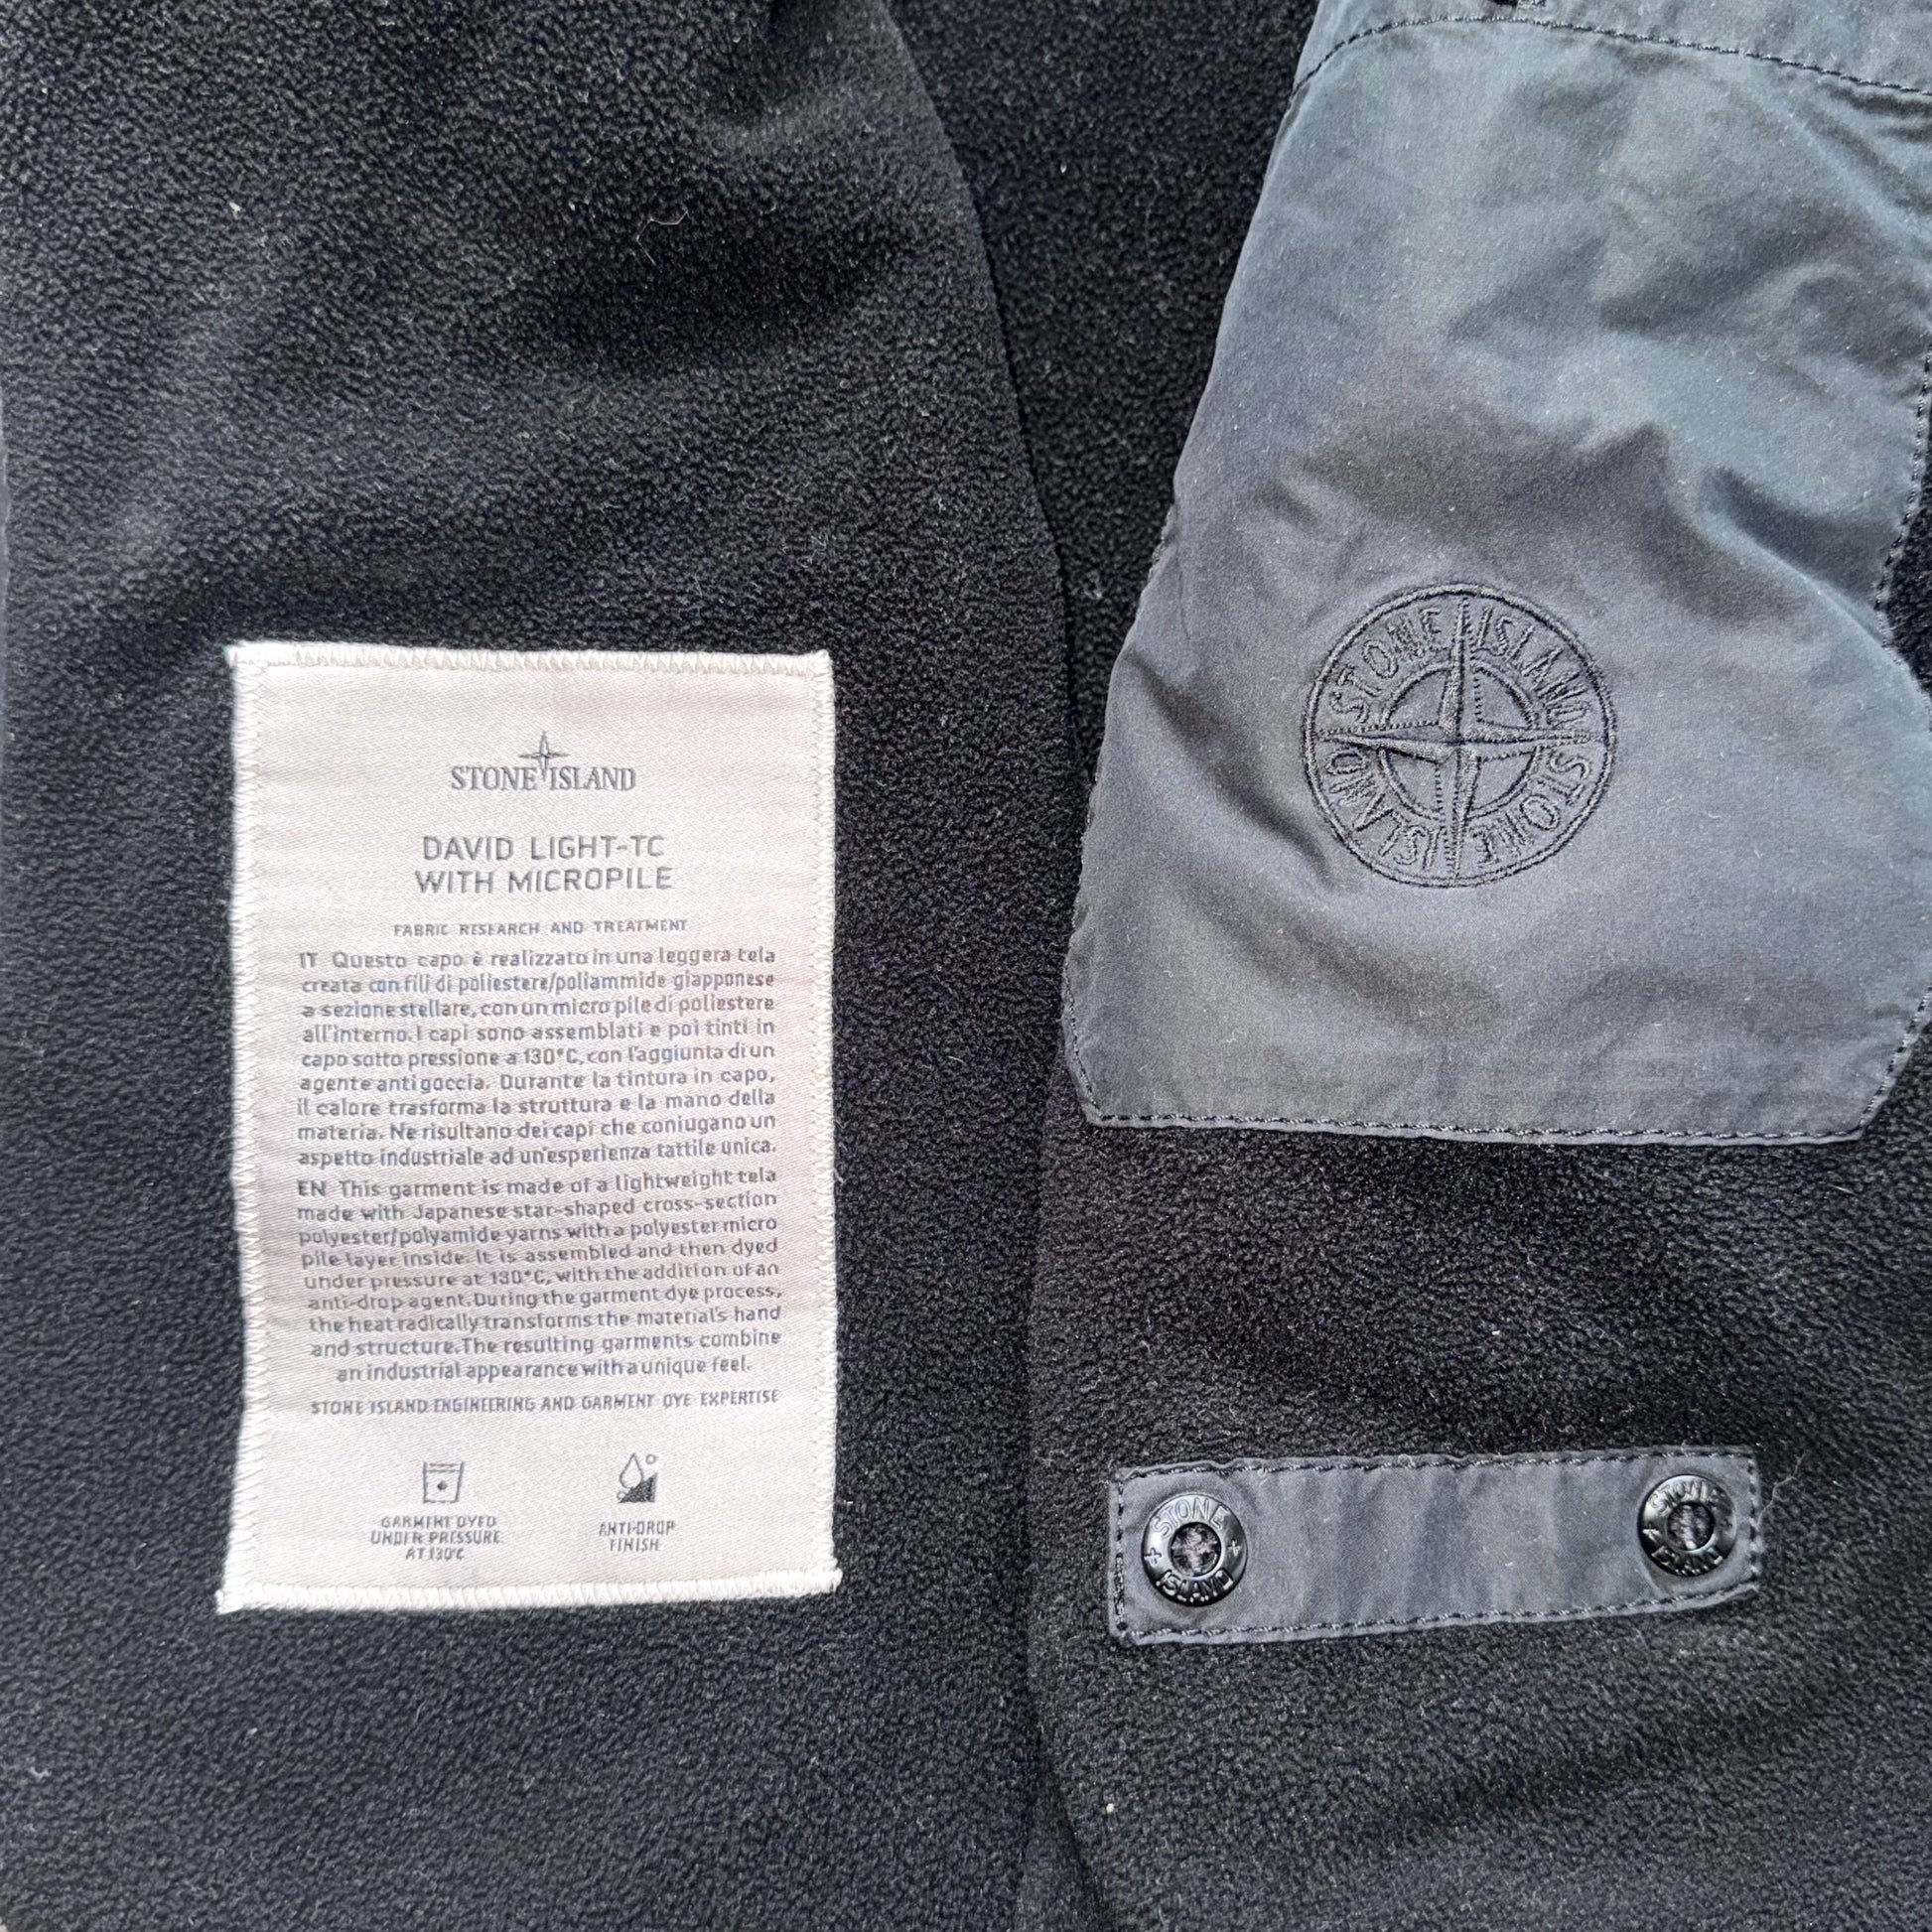 STONE ISLAND
DAVID LIGHT-TC
WITH MICROPILE
FABRIC RESEARCH AND TREATMENT
IT Questo capo è realizzato in una leggera tela
creata con fili di poliestere/poliammide giapponese
a sezione stellare, con un micro pile di poliestere
all'interno. I capi sono assemblati e poi tinti in
capo sotto pressione a 130°C, con l'aggiunta di un
agente anti goccia. Durante la tintura in capo,
il calore trasforma la struttura e la mano della
materia. Ne risultano dei capi che coniugano un
aspetto industriale ad un'esperienza tattile unica.
EN This garment is made of a lightweight tela
made with Japanese star-shaped cross-section
polyester/polyamide yarns with a polyester micro
pile layer inside. It is assembled and then dyed
under pressure at 130°C, with the addition of an
anti-drop agent. During the garment dye process,
the heat radically transforms the material's hand
and structure. The resulting garments combine
an industrial appearance with a unique feel.
STONE ISLAND ENGINEERING AND GARMENT DYE EXPERTISE
GARMENT DYED
UNDER PRESSURE
AT 130°C
ANTI-DROP
FINISH
STONE ISLAND STONE ISLAND
STONE
ISLAND
STONE
ISLAND